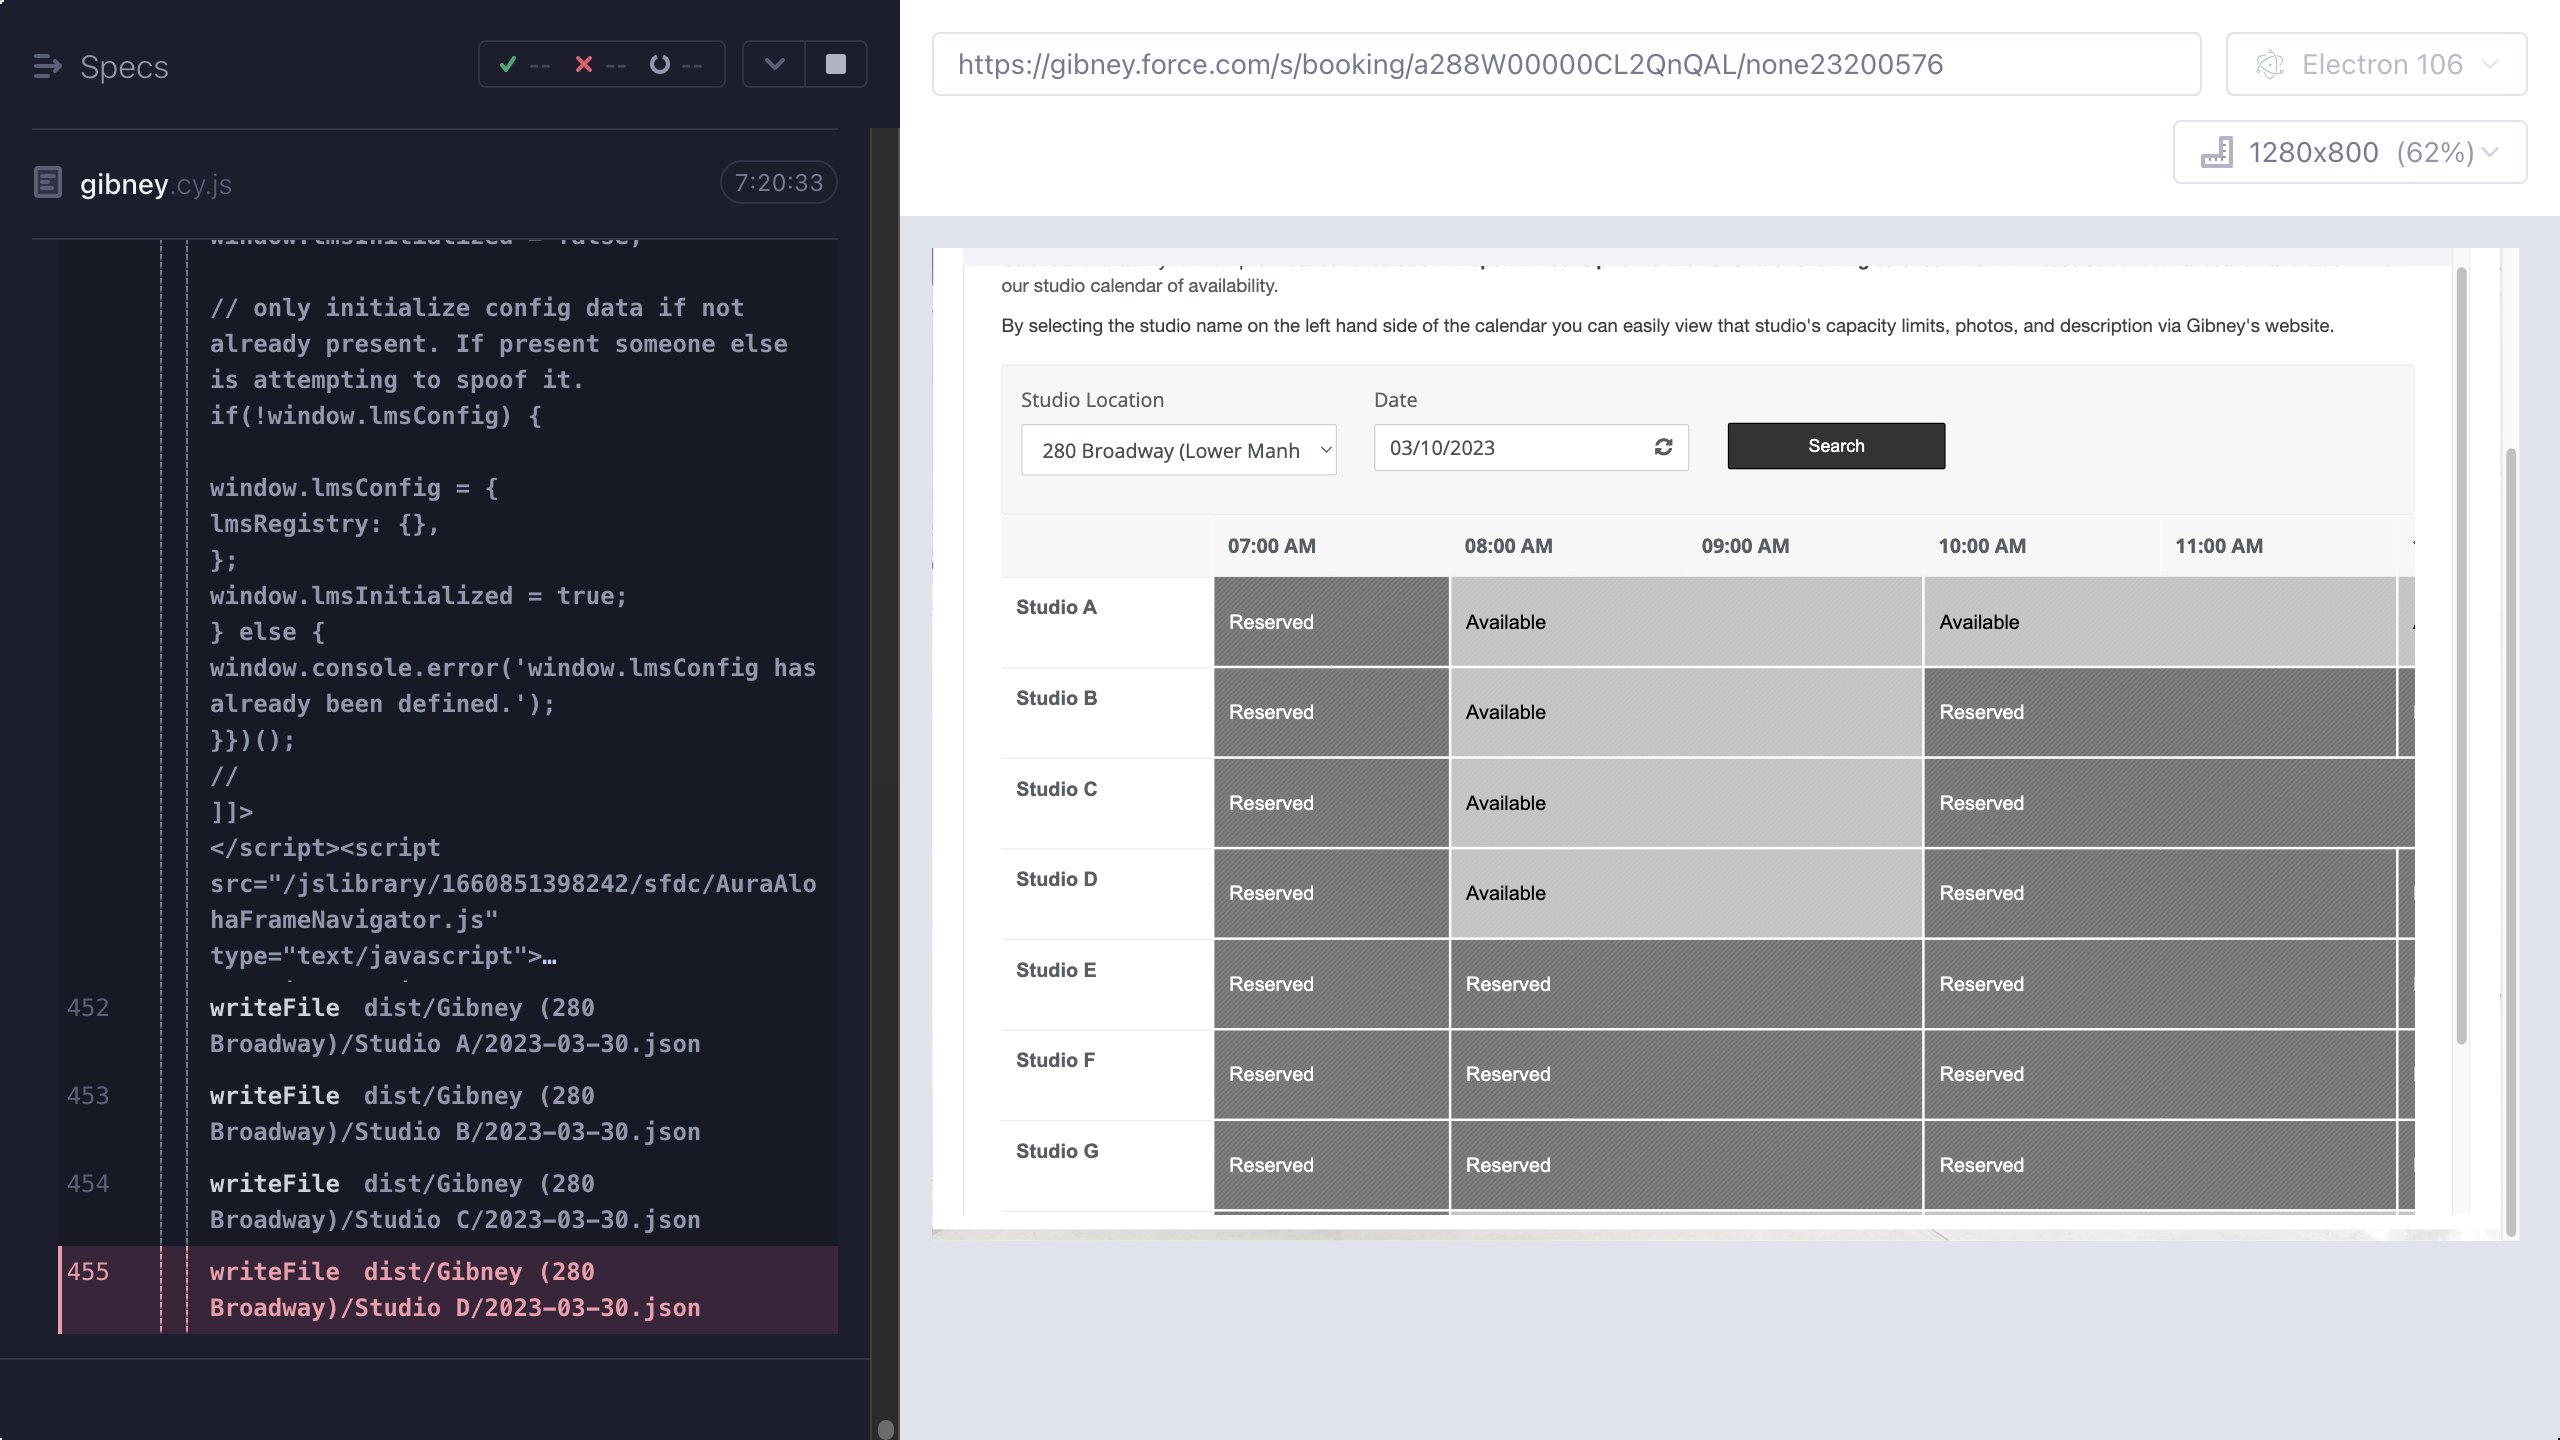 Specs
--
--
--
gibney.cy.js
7:20:33
window.lmsInitialized = false;
// only initialize config data if not
already present. If present someone else
is attempting to spoof it.
if(!window.lmsConfig) {
window.lmsConfig = {
lmsRegistry: {},
};
window.lmsInitialized = true;
} else {
window.console.error('window.lmsConfig has
already been defined.');
}})();
//
]]>
</script><script
src="/jslibrary/1660851398242/sfdc/AuraAlo
haFrameNavigator.js"
type="text/javascript">…
452 writeFile dist/Gibney (280
Broadway)/Studio A/2023-03-30.json
453 writeFile dist/Gibney (280
Broadway)/Studio B/2023-03-30.json
454 writeFile dist/Gibney (280
Broadway)/Studio C/2023-03-30.json
455 writeFile dist/Gibney (280
Broadway)/Studio D/2023-03-30.json
https://gibney.force.com/s/booking/a288W00000CL2QnQAL/none23200576
Electron 106
1280x800 (62%)
our studio calendar of availability.
By selecting the studio name on the left hand side of the calendar you can easily view that studio's capacity limits, photos, and description via Gibney's website.
Studio Location
Date
280 Broadway (Lower Manh
03/10/2023
Search
07:00 AM 08:00 AM 09:00 AM 10:00 AM 11:00 AM
Studio A Reserved Available Available
Studio B Reserved Available Reserved
Studio C Reserved Available Reserved
Studio D Reserved Available Reserved
Studio E Reserved Reserved Reserved
Studio F Reserved Reserved Reserved
Studio G Reserved Reserved Reserved